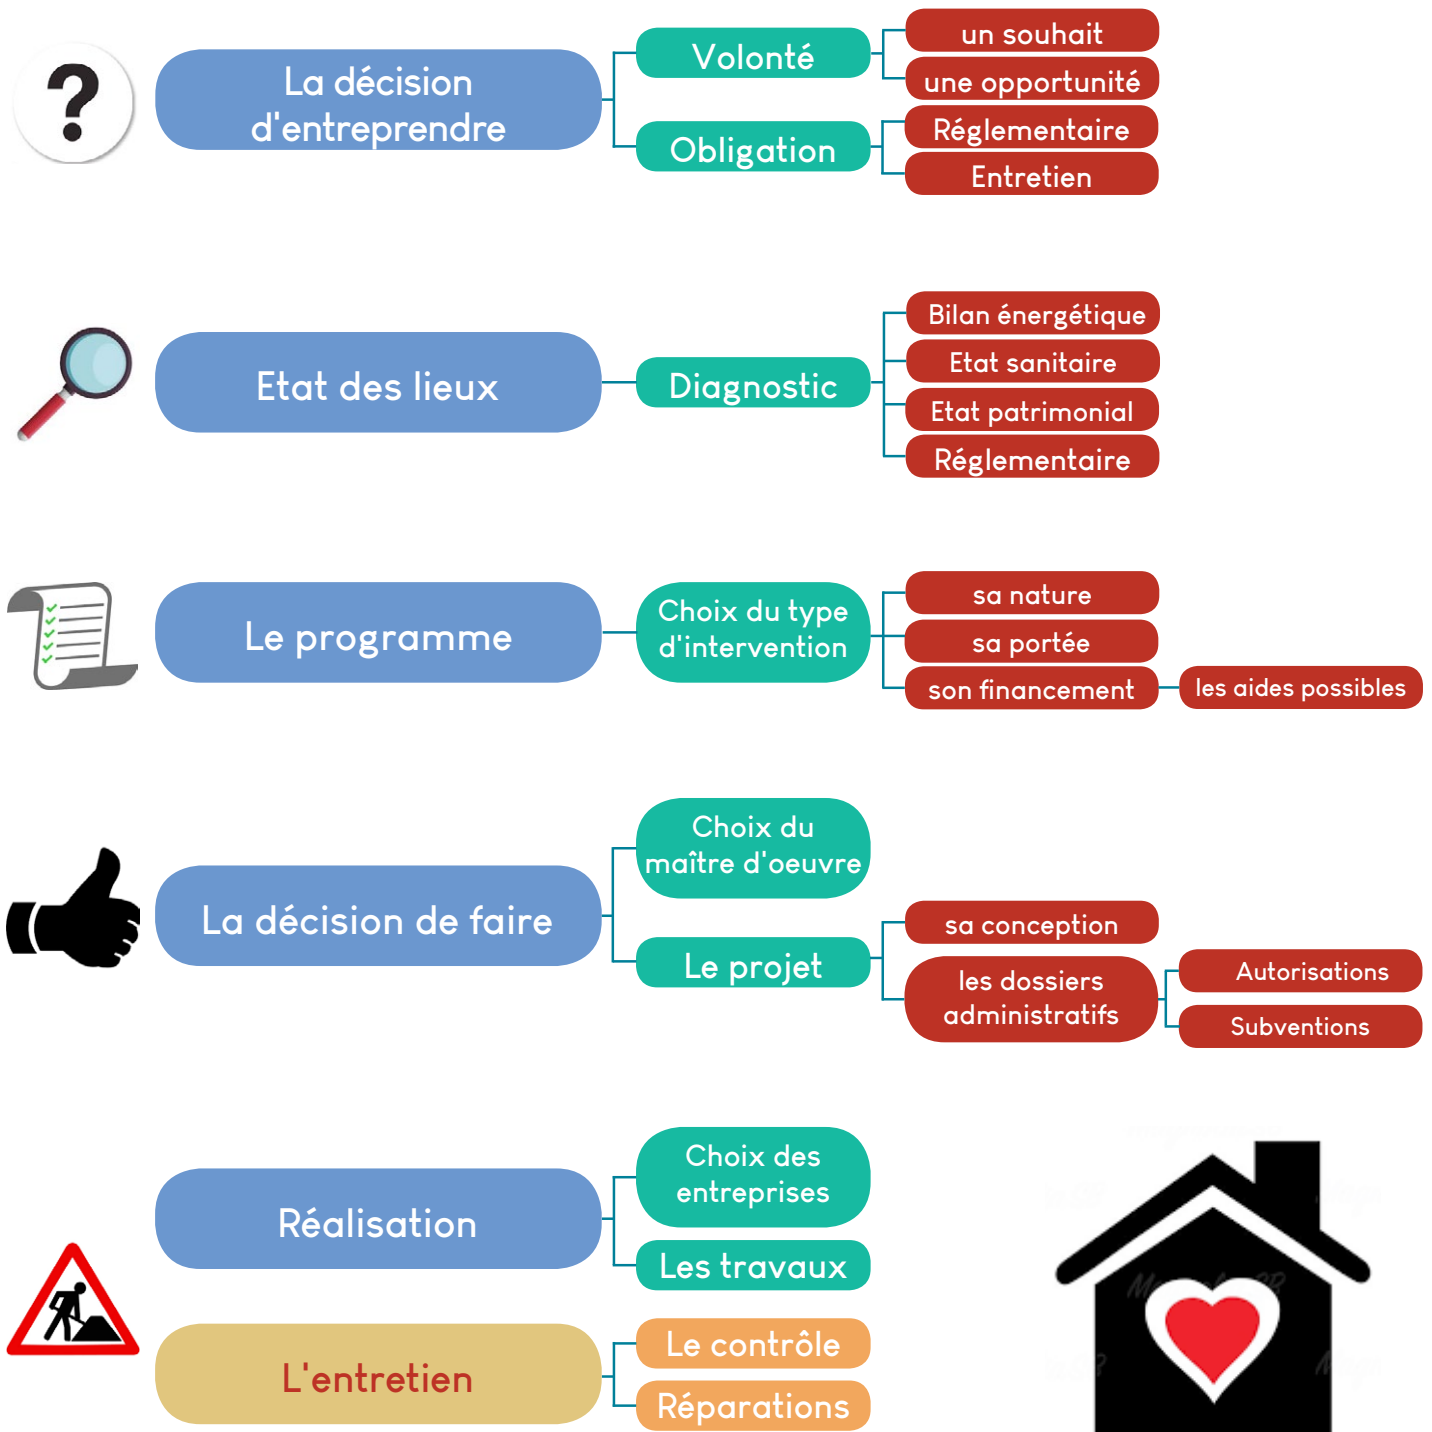 La décision
d'entreprendre
Volonté
un souhait
une opportunité
Obligation
Réglementaire
Entretien
Etat des lieux
Diagnostic
Bilan énergétique
Etat sanitaire
Etat patrimonial
Réglementaire
Le programme
Choix du type
d'intervention
sa nature
sa portée
son financement
les aides possibles
La décision de faire
Choix du
maître d'oeuvre
Le projet
sa conception
les dossiers
administratifs
Autorisations
Subventions
Réalisation
Choix des
entreprises
Les travaux
L'entretien
Le contrôle
Réparations